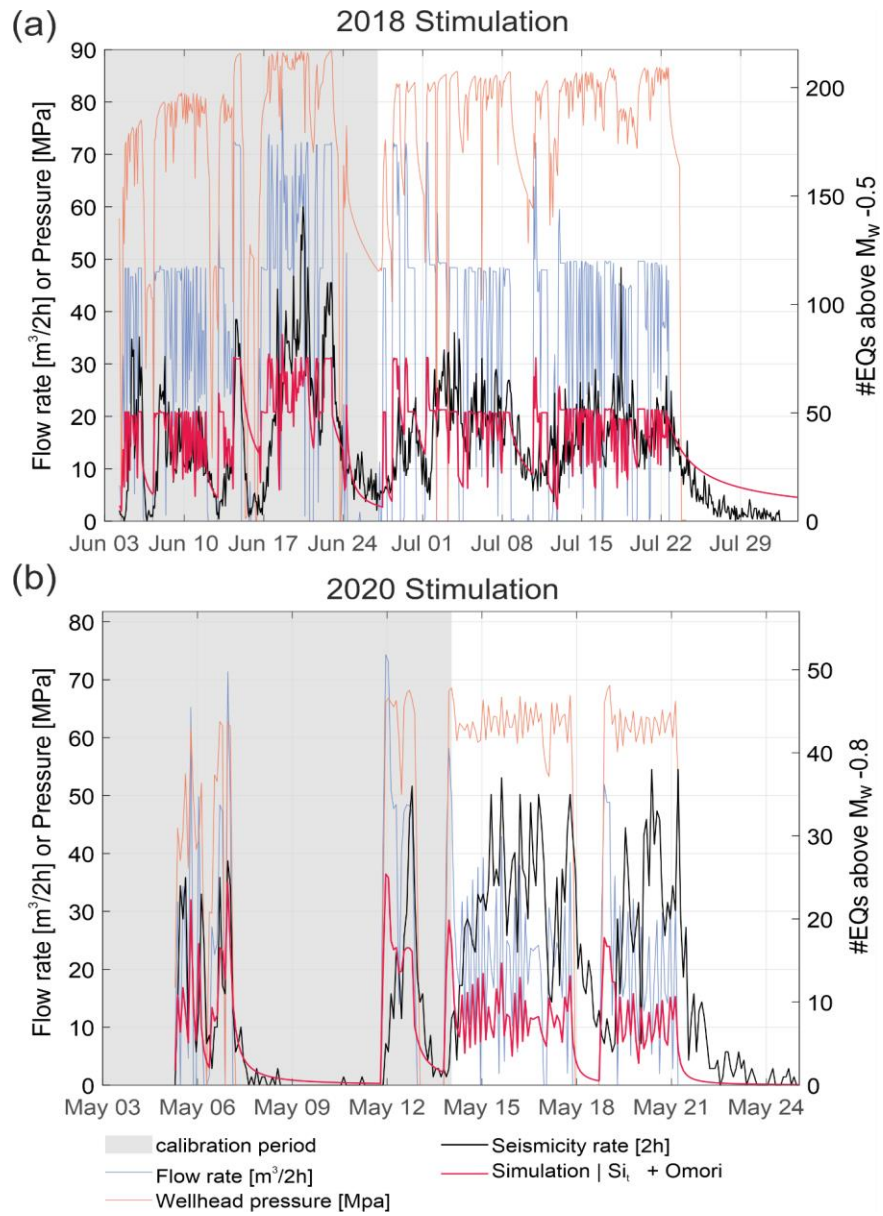 (a)
2018 Stimulation
Flow rate [m³/2h] or Pressure [MPa]
90
80
70
60
50
40
30
20
10
0
200
150
100
50
0
#EQs above M_W -0.5
Jun 03 Jun 10 Jun 17 Jun 24 Jul 01 Jul 08 Jul 15 Jul 22 Jul 29
(b)
2020 Stimulation
Flow rate [m³/2h] or Pressure [MPa]
80
70
60
50
40
30
20
10
0
50
40
30
20
10
0
#EQs above M_W -0.8
May 03 May 06 May 09 May 12 May 15 May 18 May 21 May 24
calibration period
Flow rate [m³/2h]
Wellhead pressure [Mpa]
Seismicity rate [2h]
Simulation | Si_t + Omori